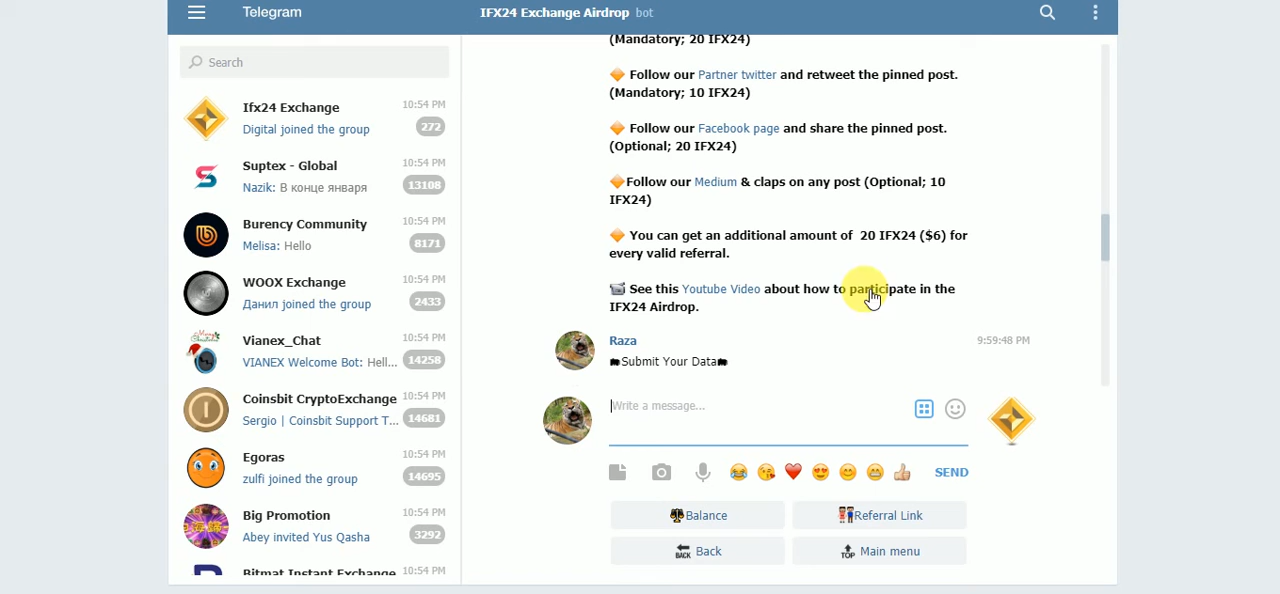 Telegram
IFX24 Exchange Airdrop bot
Search
Ifx24 Exchange 10:54 PM
Digital joined the group 272
Suptex - Global 10:54 PM
Nazik: В конце января 13108
Burency Community 10:54 PM
Melisa: Hello 8171
WOOX Exchange 10:54 PM
Данил joined the group 2433
Vianex_Chat 10:54 PM
VIANEX Welcome Bot: Hell... 14258
Coinsbit CryptoExchange 10:54 PM
Sergio | Coinsbit Support T... 14681
Egoras 10:54 PM
zulfi joined the group 14695
Big Promotion 10:54 PM
Abey invited Yus Qasha 3292
Bitmat Instant Exchange 10:54 PM
(Mandatory; 20 IFX24)
Follow our Partner twitter and retweet the pinned post.
(Mandatory; 10 IFX24)
Follow our Facebook page and share the pinned post.
(Optional; 20 IFX24)
Follow our Medium & claps on any post (Optional; 10
IFX24)
You can get an additional amount of 20 IFX24 ($6) for
every valid referral.
See this Youtube Video about how to participate in the
IFX24 Airdrop.
Raza 9:59:48 PM
Submit Your Data
Write a message...
SEND
Balance
Referral Link
BACK Back
TOP Main menu